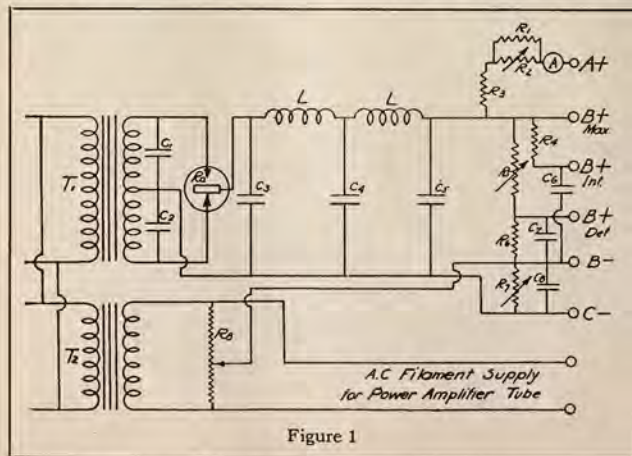 R1
R2
A
A+
R3
L
L
B+
Max
R4
C1
T1
Ra
C3
C4
C5
C6
B+
Int.
C2
B+
Det
R6
C7
B-
R7
C8
C-
T2
R8
A.C Filament Supply
for Power Amplifier Tube
Figure 1